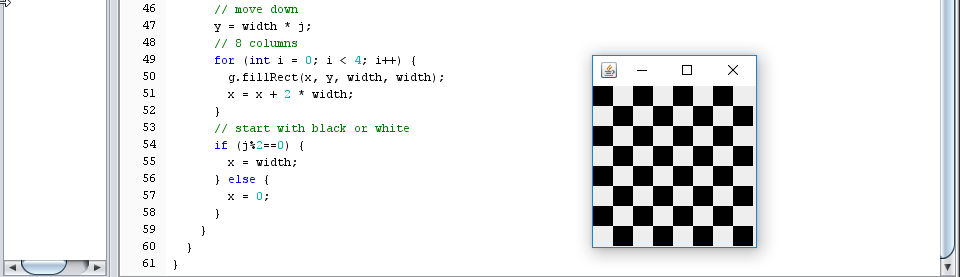 46 // move down
47 y = width * j;
48 // 8 columns
49 for (int i = 0; i < 4; i++) {
50 g.fillRect(x, y, width, width);
51 x = x + 2 * width;
52 }
53 // start with black or white
54 if (j%2==0) {
55 x = width;
56 } else {
57 x = 0;
58 }
59 }
60 }
61 }